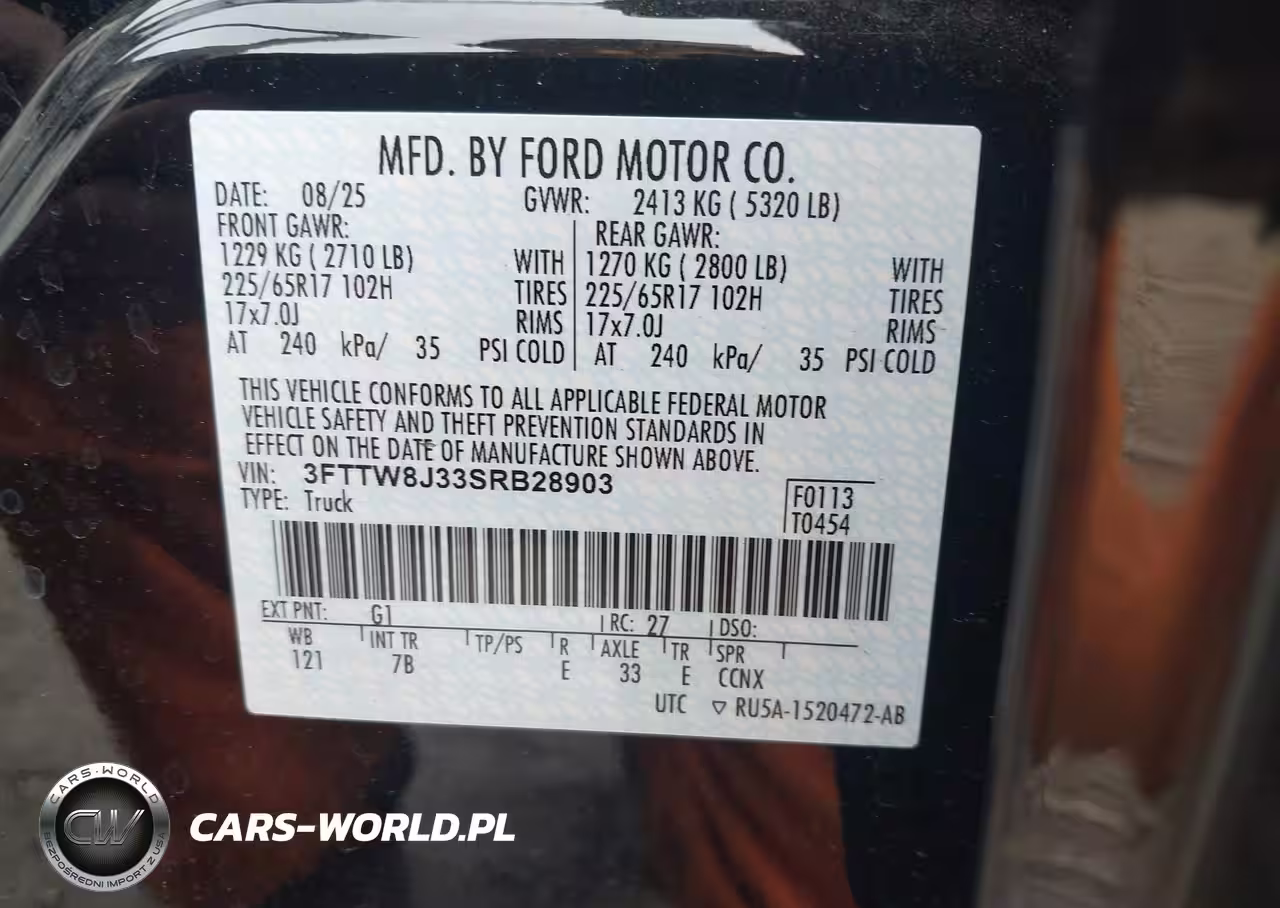 MFD. BY FORD MOTOR CO.
DATE: 08/25 GVWR: 2413 KG ( 5320 LB)
FRONT GAWR: REAR GAWR:
1229 KG ( 2710 LB) WITH 1270 KG ( 2800 LB) WITH
225/65R17 102H TIRES 225/65R17 102H TIRES
17x7.0J RIMS 17x7.0J RIMS
AT 240 kPa/ 35 PSI COLD AT 240 kPa/ 35 PSI COLD
THIS VEHICLE CONFORMS TO ALL APPLICABLE FEDERAL MOTOR
VEHICLE SAFETY AND THEFT PREVENTION STANDARDS IN
EFFECT ON THE DATE OF MANUFACTURE SHOWN ABOVE.
VIN: 3FTTW8J33SRB28903
TYPE: Truck
F0113
T0454
EXT PNT: G1 RC: 27 DSO:
WB INT TR TP/PS R AXLE TR SPR
121 7B E 33 E CCNX
UTC ▽ RU5A-1520472-AB
CARS-WORLD
CW
BEZPOŚREDNI IMPORT Z USA
CARS-WORLD.PL